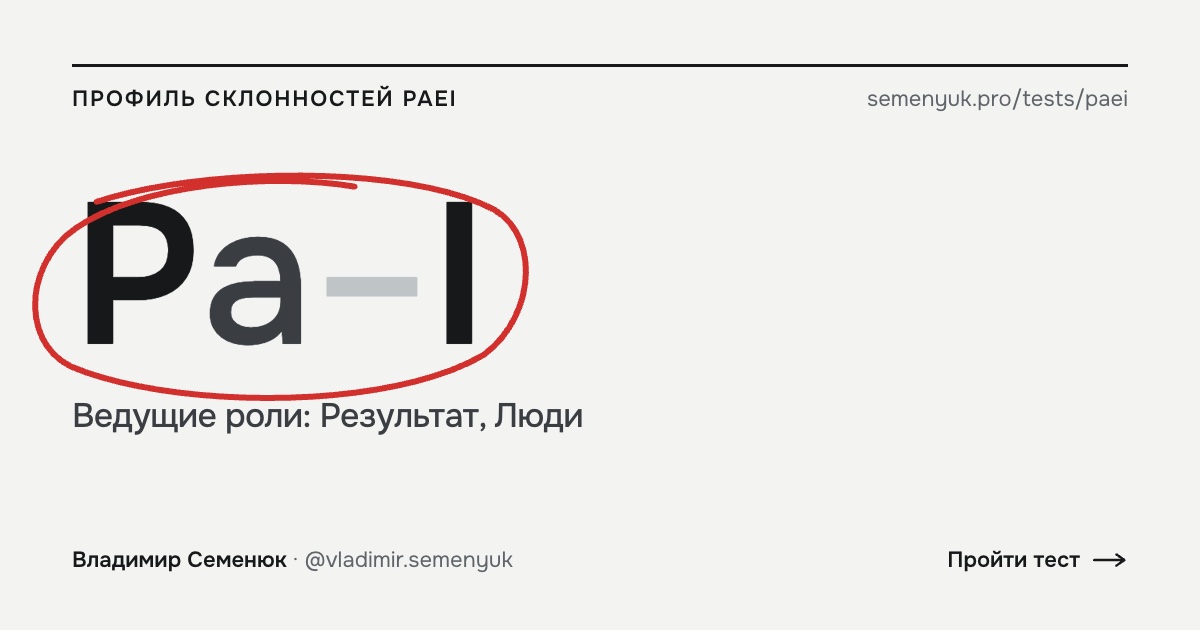 ПРОФИЛЬ СКЛОННОСТЕЙ PAEI
semenyuk.pro/tests/paei
Pa–I
Ведущие роли: Результат, Люди
Владимир Семенюк · @vladimir.semenyuk
Пройти тест →